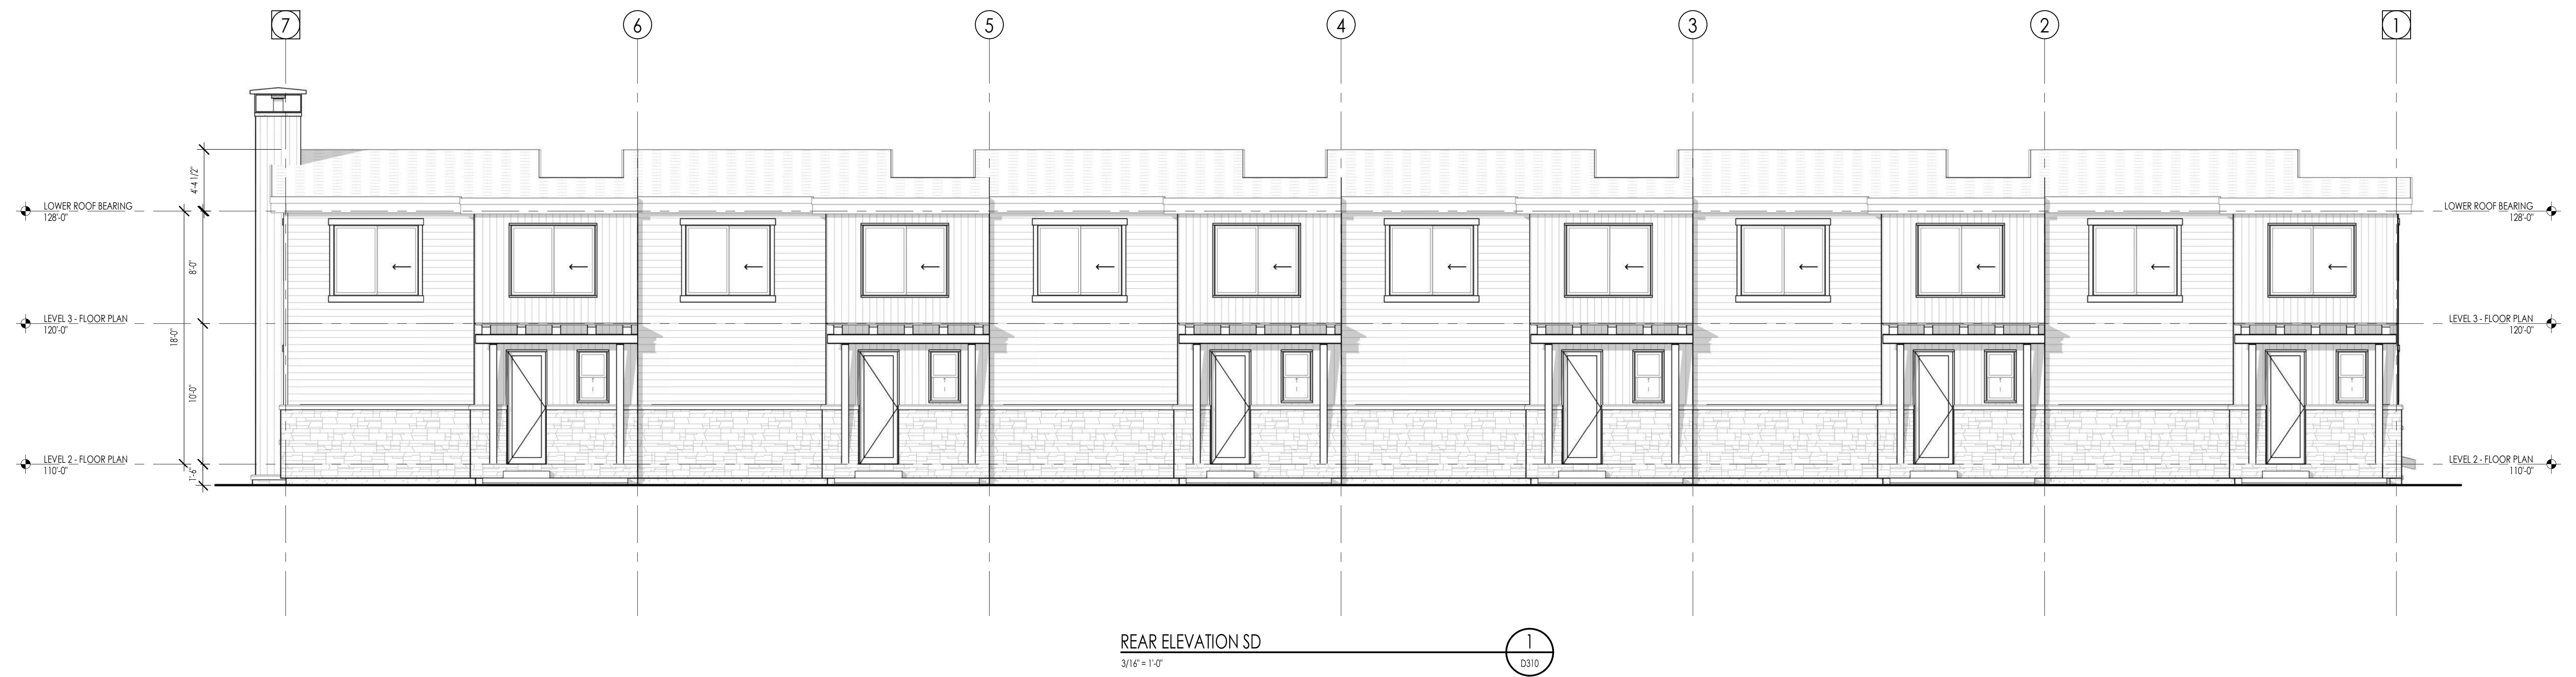 7 6 5 4 3 2 1
4'-4 1/2"
LOWER ROOF BEARING
128'-0"
LOWER ROOF BEARING
128'-0"
8'-0"
LEVEL 3 - FLOOR PLAN
120'-0"
LEVEL 3 - FLOOR PLAN
120'-0"
18'-0"
10'-0"
LEVEL 2 - FLOOR PLAN
110'-0"
LEVEL 2 - FLOOR PLAN
110'-0"
1'-6"
REAR ELEVATION SD
3/16" = 1'-0"
1
D310